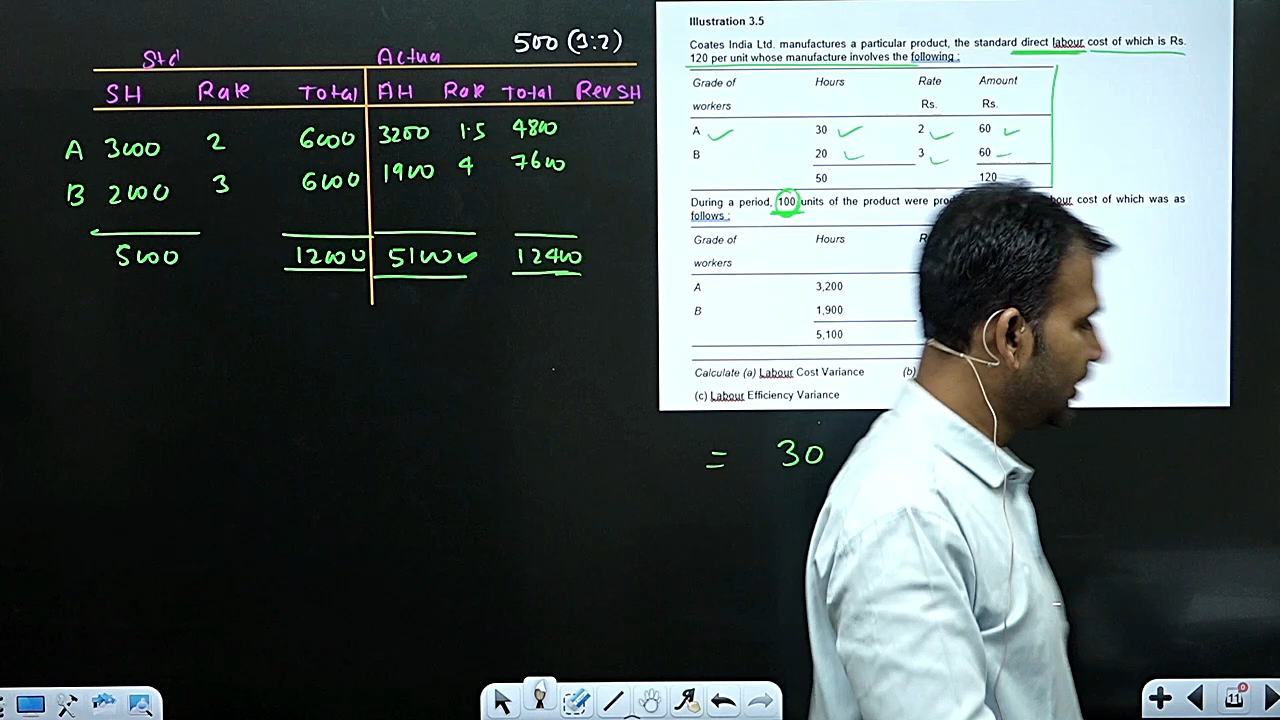 500 (3:2)
Std Actua
SH Rate Total AH Rate Total Rev SH
A 3000 2 6000 3200 1.5 4800
B 2000 3 6000 1900 4 7600
5000 12000 5100 12400
Illustration 3.5
Coates India Ltd. manufactures a particular product, the standard direct labour cost of which is Rs.
120 per unit whose manufacture involves the following :
Grade of workers Hours Rate Rs. Amount Rs.
A 30 2 60
B 20 3 60
50 120
During a period, 100 units of the product were cost of which was as
follows :
Grade of workers Hours
A 3,200
B 1,900
5,100
Calculate (a) Labour Cost Variance (b)
(c) Labour Efficiency Variance
= 30
11